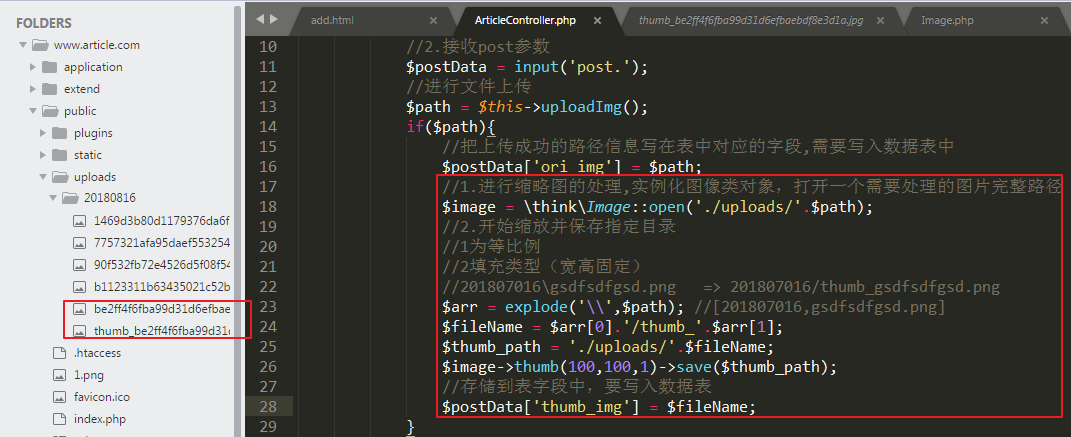 FOLDERS
www.article.com
application
extend
public
plugins
static
uploads
20180816
1469d3b80d1179376da6f
7757321afa95daef553254
90f532fb72e4526d5f08f54
b1123311b63435021c52b
be2ff4f6fba99d31d6efbae
thumb_be2ff4f6fba99d31
.htaccess
1.png
favicon.ico
index.php
add.html
ArticleController.php
thumb_be2ff4f6fba99d31d6efbaebdf8e3d1a.jpg
Image.php
10 //2.接收post参数
11 $postData = input('post.');
12 //进行文件上传
13 $path = $this->uploadImg();
14 if($path){
15 //把上传成功的路径信息写在表中对应的字段,需要写入数据表中
16 $postData['ori_img'] = $path;
17 //1.进行缩略图的处理,实例化图像类对象, 打开一个需要处理的图片完整路径
18 $image = \think\Image::open('./uploads/'.$path);
19 //2.开始缩放并保存指定目录
20 //1为等比例
21 //2填充类型（宽高固定）
22 //201807016\gsdfsdfgsd.png => 201807016/thumb_gsdfsdfgsd.png
23 $arr = explode('\\',$path); //[201807016,gsdfsdfgsd.png]
24 $fileName = $arr[0].'/thumb_'.$arr[1];
25 $thumb_path = './uploads/'.$fileName;
26 $image->thumb(100,100,1)->save($thumb_path);
27 //存储到表字段中, 要写入数据表
28 $postData['thumb_img'] = $fileName;
29 }